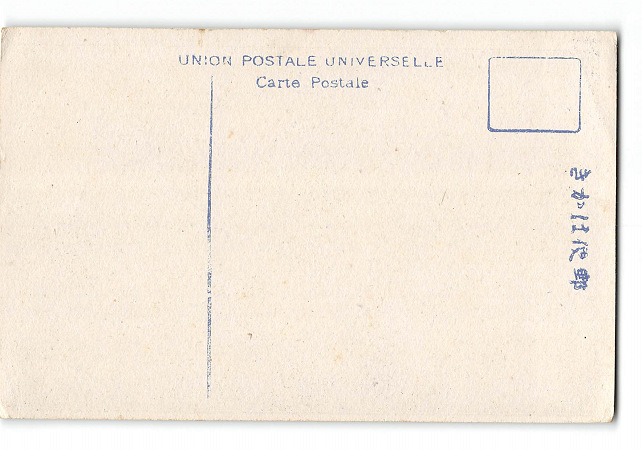 UNION POSTALE UNIVERSELLE
Carte Postale
きかは便郵